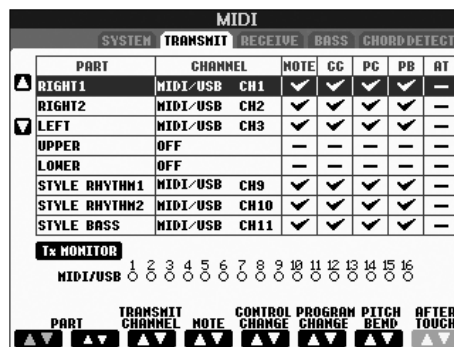 MIDI
SYSTEM TRANSMIT RECEIVE BASS CHORD DETECT
PART CHANNEL NOTE CC PC PB AT
RIGHT1 MIDI/USB CH1
RIGHT2 MIDI/USB CH2
LEFT MIDI/USB CH3
UPPER OFF
LOWER OFF
STYLE RHYTHM1 MIDI/USB CH9
STYLE RHYTHM2 MIDI/USB CH10
STYLE BASS MIDI/USB CH11
Tx MONITOR
1 2 3 4 5 6 7 8 9 10 11 12 13 14 15 16
MIDI/USB
PART TRANSMIT CHANNEL NOTE CONTROL CHANGE PROGRAM CHANGE PITCH BEND AFTER TOUCH